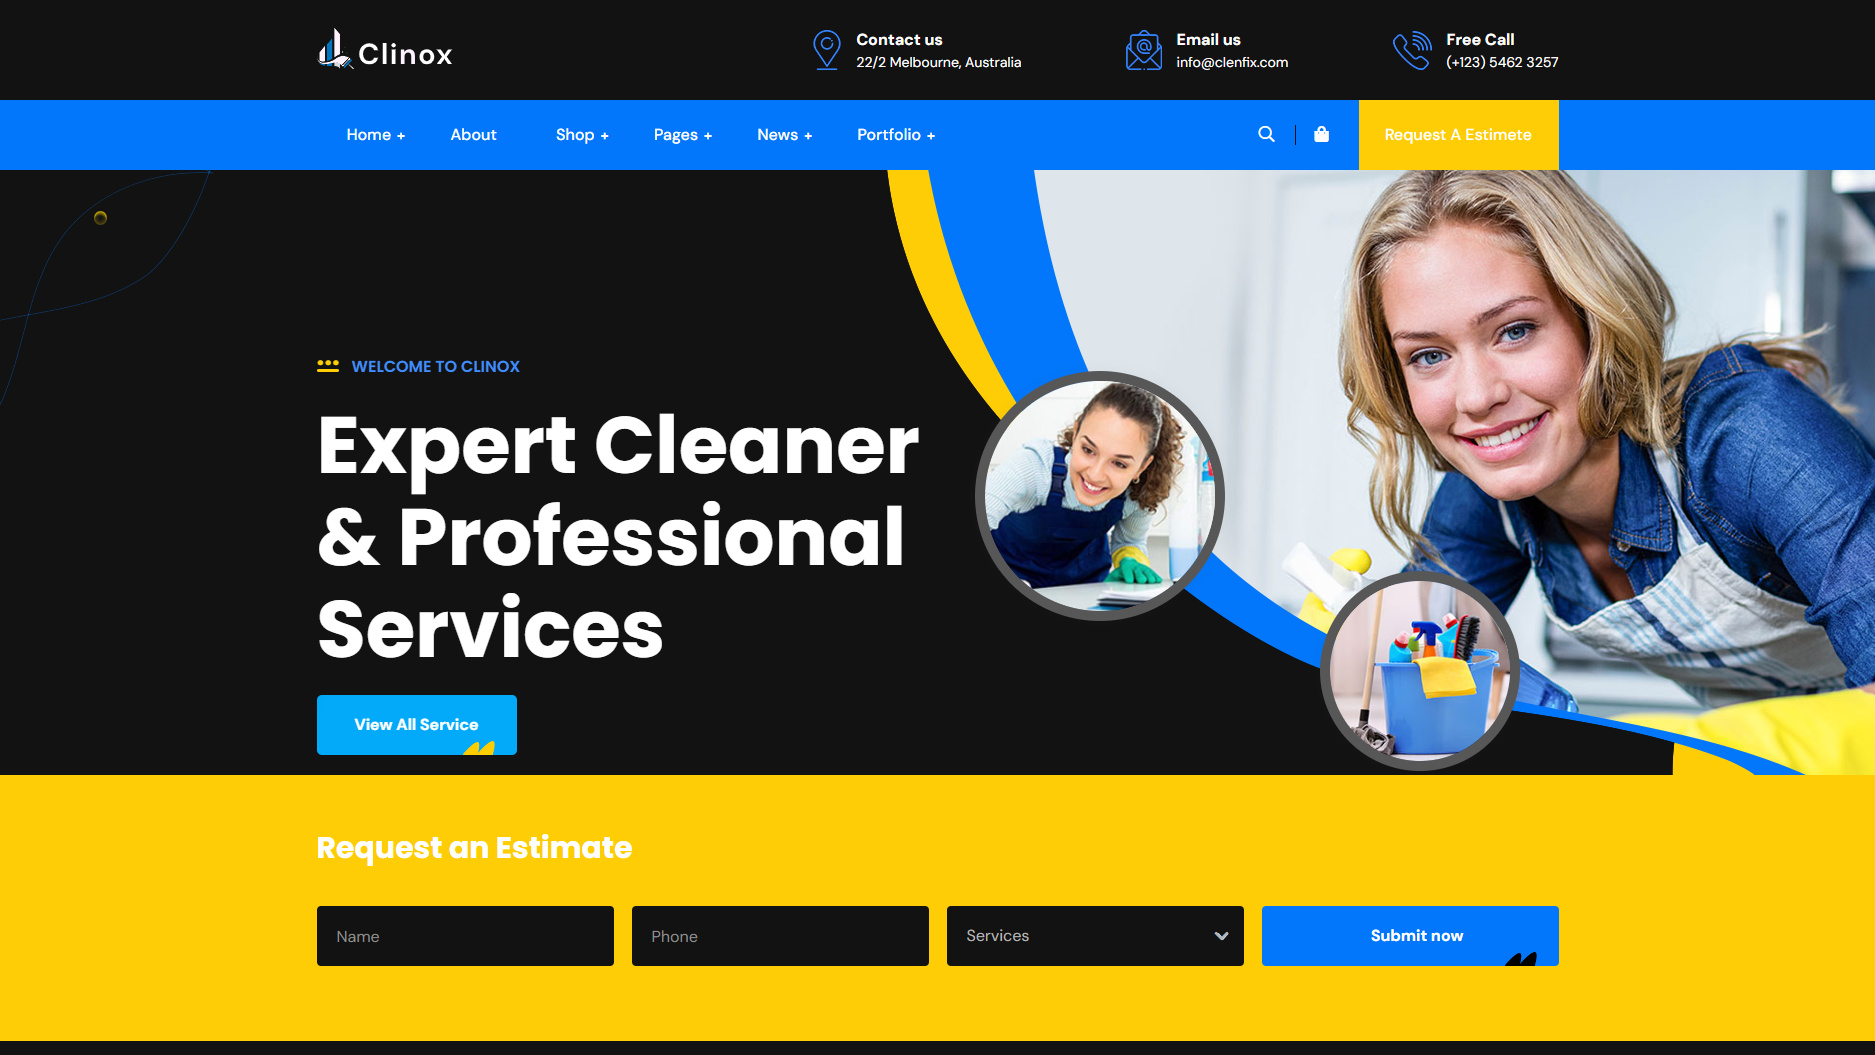 Clinox
Contact us
22/2 Melbourne, Australia
Email us
info@clenfix.com
Free Call
(+123) 5462 3257
Home +
About
Shop +
Pages +
News +
Portfolio +
Request A Estimete
WELCOME TO CLINOX
Expert Cleaner
& Professional
Services
View All Service
Request an Estimate
Name
Phone
Services
Submit now